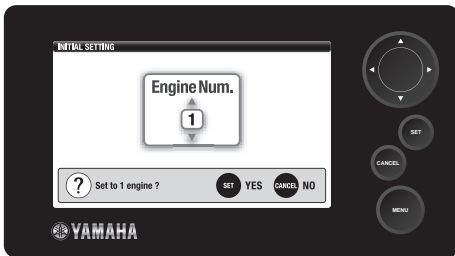 INITIAL SETTING
Engine Num.
1
? Set to 1 engine ? SET YES CANCEL NO
SET
CANCEL
MENU
YAMAHA